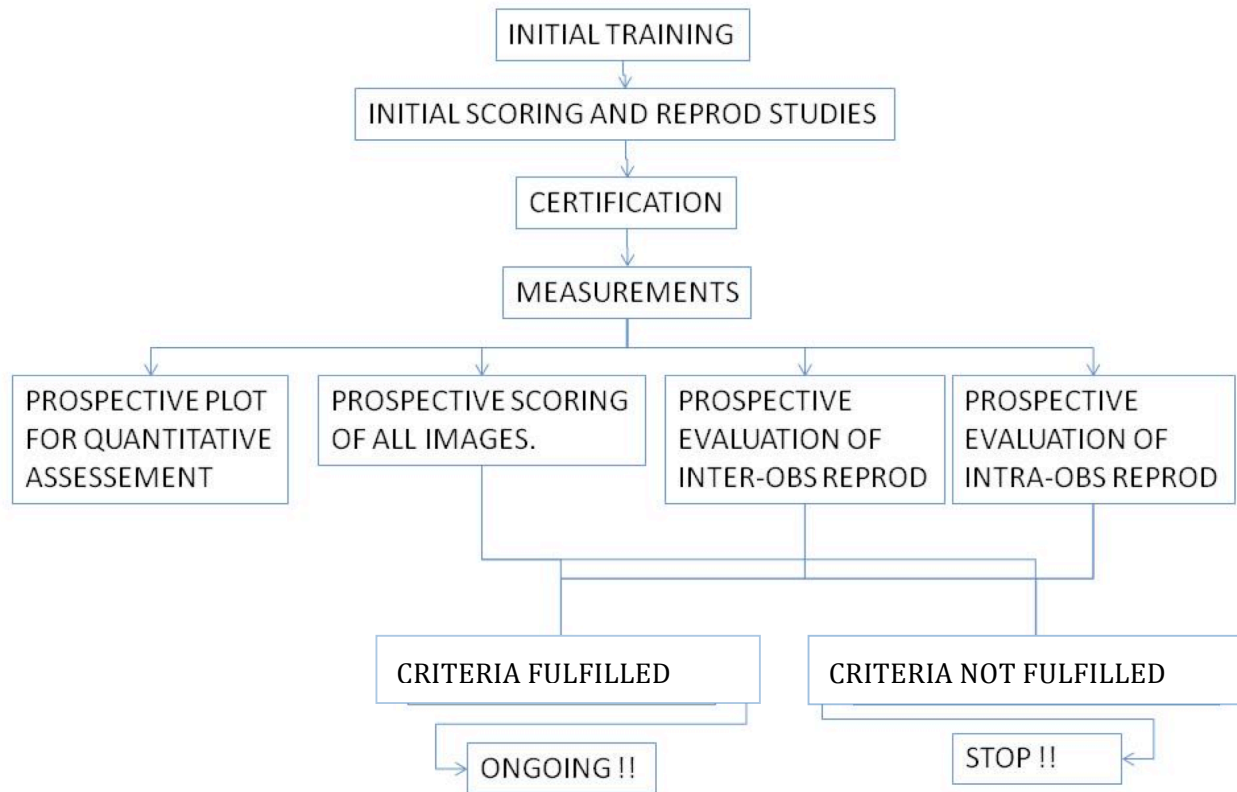 INITIAL TRAINING
INITIAL SCORING AND REPROD STUDIES
CERTIFICATION
MEASUREMENTS
PROSPECTIVE PLOT
FOR QUANTITATIVE
ASSESSEMENT
PROSPECTIVE SCORING
OF ALL IMAGES.
PROSPECTIVE
EVALUATION OF
INTER-OBS REPROD
PROSPECTIVE
EVALUATION OF
INTRA-OBS REPROD
CRITERIA FULFILLED
CRITERIA NOT FULFILLED
ONGOING !!
STOP !!